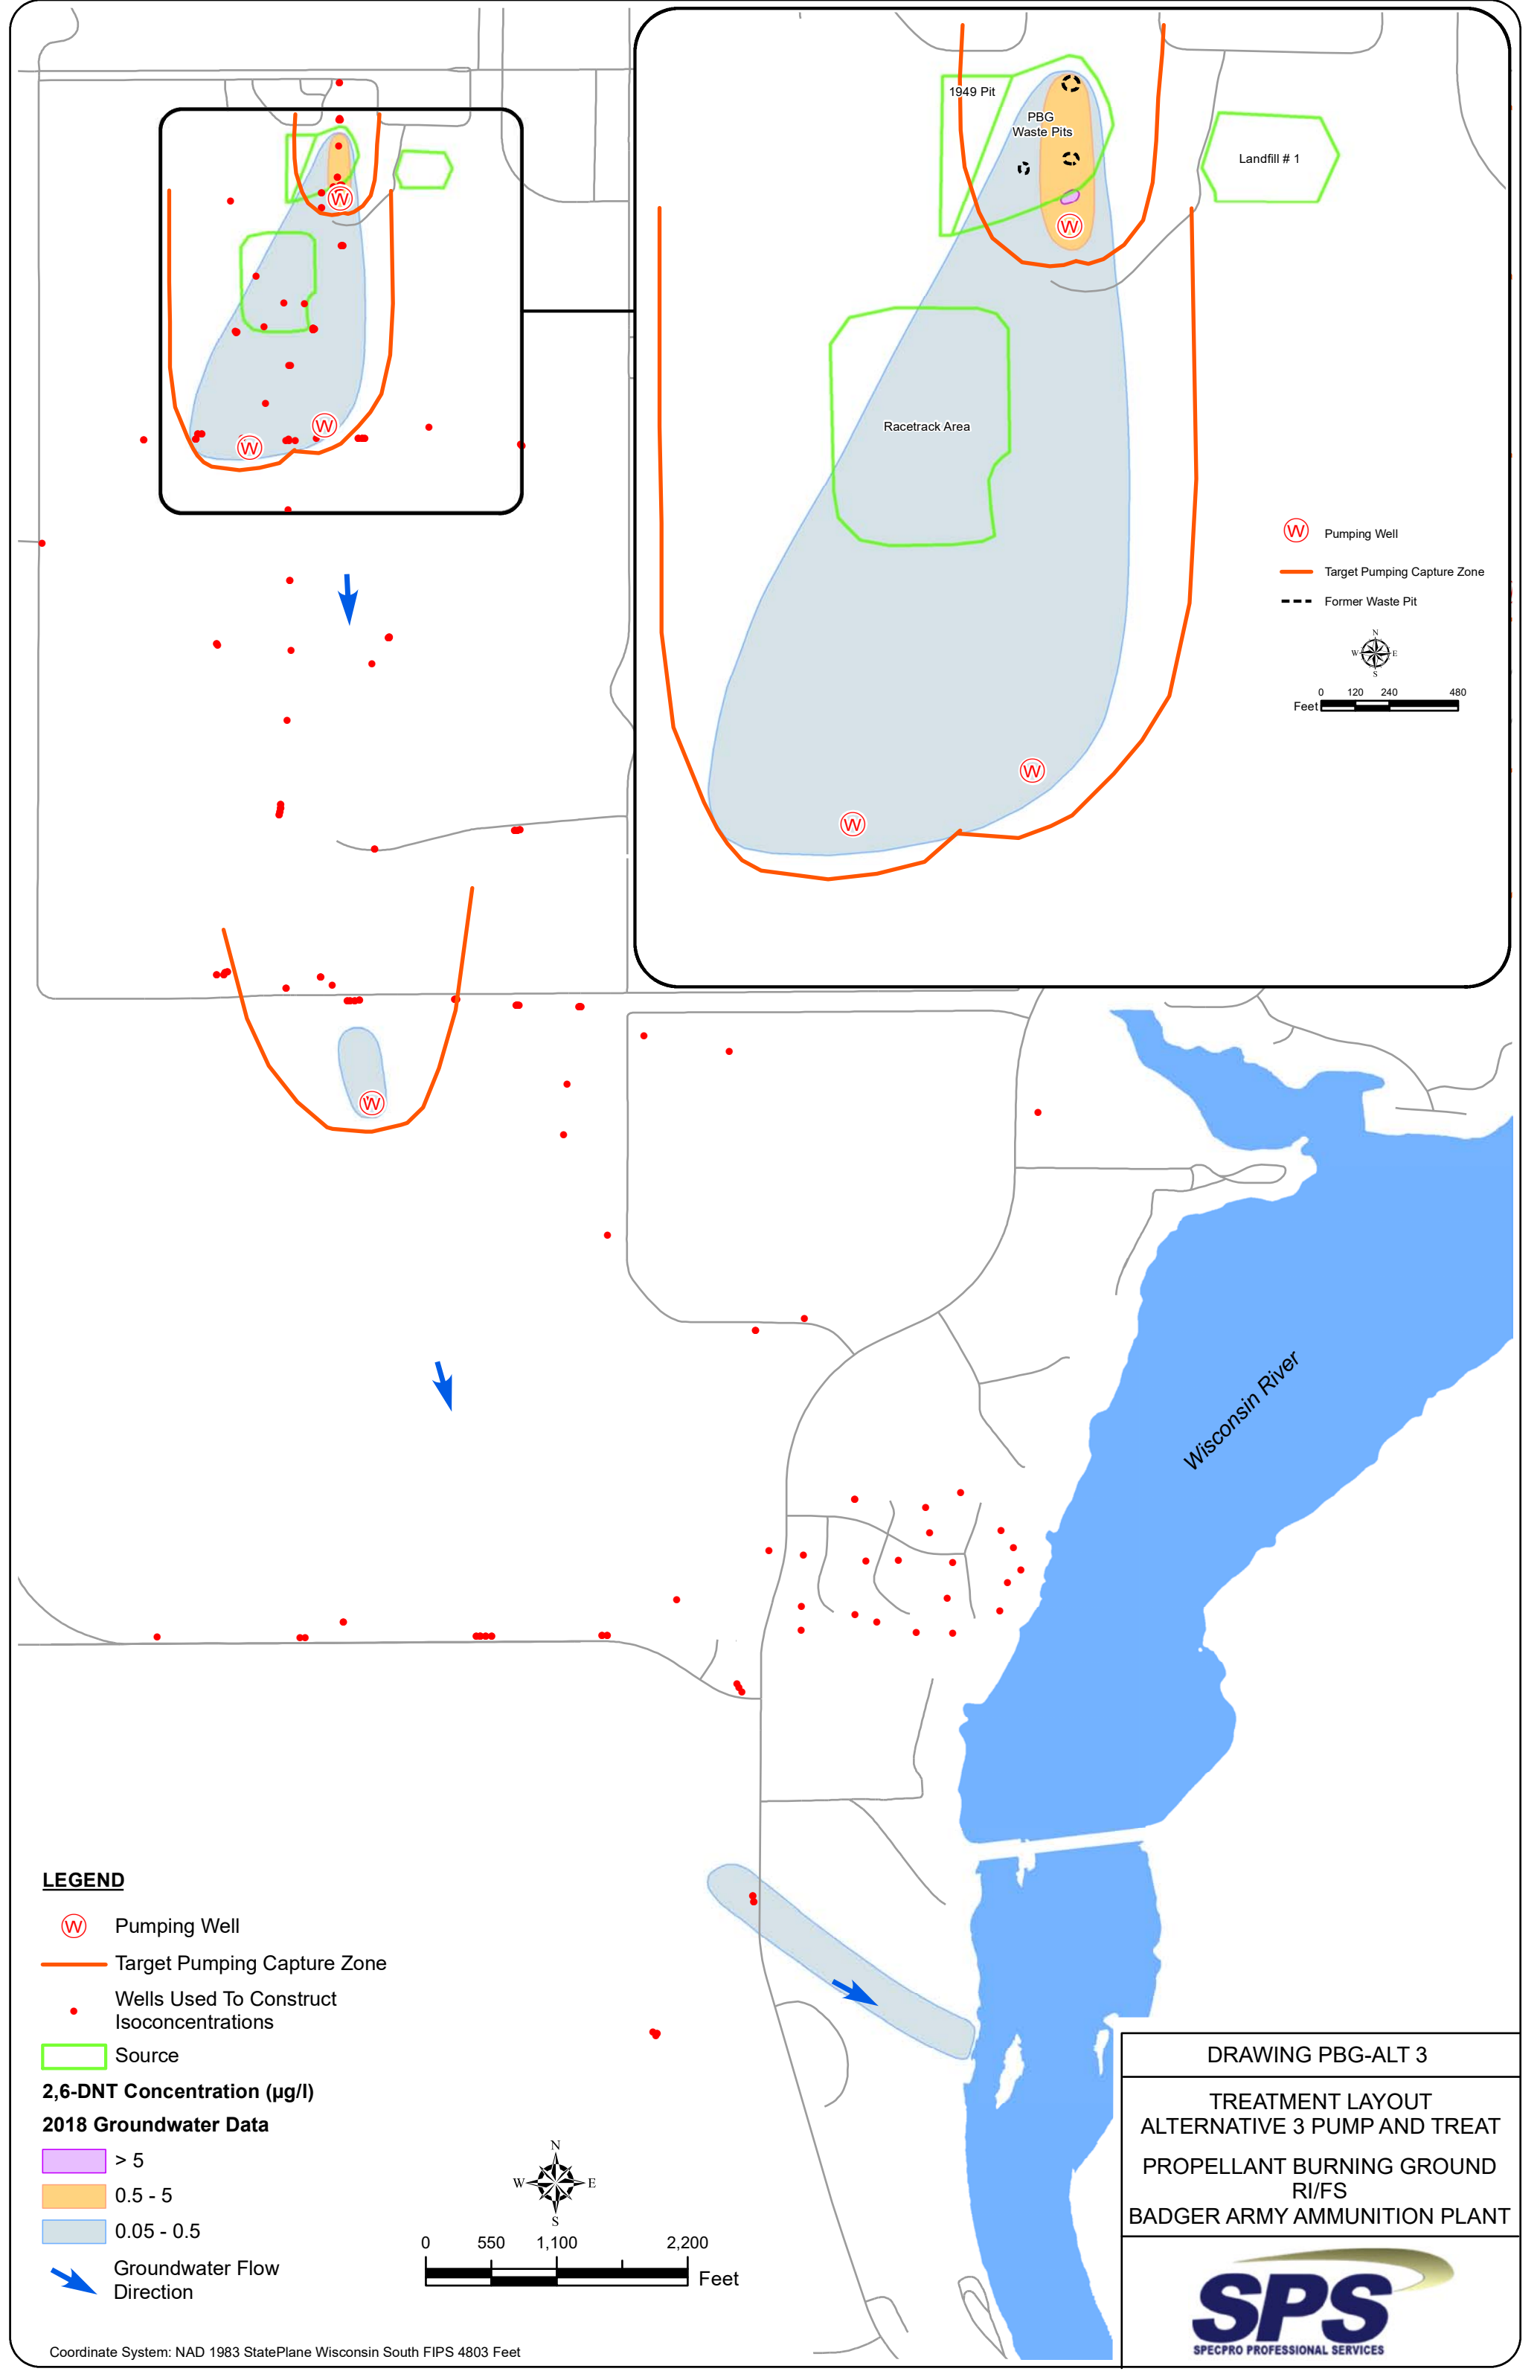 1949 Pit
PBG
Waste Pits
Landfill # 1
W
W
Racetrack Area
W
W
W
W
W
W
Pumping Well
Target Pumping Capture Zone
Former Waste Pit
N
W E
S
0 120 240 480
Feet
W
Wisconsin River
LEGEND
W Pumping Well
Target Pumping Capture Zone
Wells Used To Construct
Isoconcentrations
Source
2,6-DNT Concentration (µg/l)
2018 Groundwater Data
> 5
0.5 - 5
0.05 - 0.5
Groundwater Flow
Direction
N
W E
S
0 550 1,100 2,200
Feet
Coordinate System: NAD 1983 StatePlane Wisconsin South FIPS 4803 Feet
DRAWING PBG-ALT 3
TREATMENT LAYOUT
ALTERNATIVE 3 PUMP AND TREAT
PROPELLANT BURNING GROUND
RI/FS
BADGER ARMY AMMUNITION PLANT
SPS
SPECPRO PROFESSIONAL SERVICES